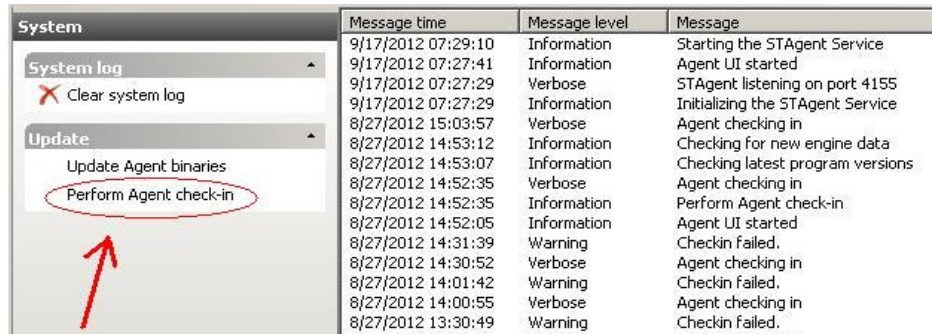 System
System log
Clear system log
Update
Update Agent binaries
Perform Agent check-in
Message time Message level Message
9/17/2012 07:29:10 Information Starting the STAgent Service
9/17/2012 07:27:41 Information Agent UI started
9/17/2012 07:27:29 Verbose STAgent listening on port 4155
9/17/2012 07:27:29 Information Initializing the STAgent Service
8/27/2012 15:03:57 Verbose Agent checking in
8/27/2012 14:53:12 Information Checking for new engine data
8/27/2012 14:53:07 Information Checking latest program versions
8/27/2012 14:52:35 Verbose Agent checking in
8/27/2012 14:52:35 Information Perform Agent check-in
8/27/2012 14:52:05 Information Agent UI started
8/27/2012 14:31:39 Warning Checkin failed.
8/27/2012 14:30:52 Verbose Agent checking in
8/27/2012 14:01:42 Warning Checkin failed.
8/27/2012 14:00:55 Verbose Agent checking in
8/27/2012 13:30:49 Warning Checkin failed.